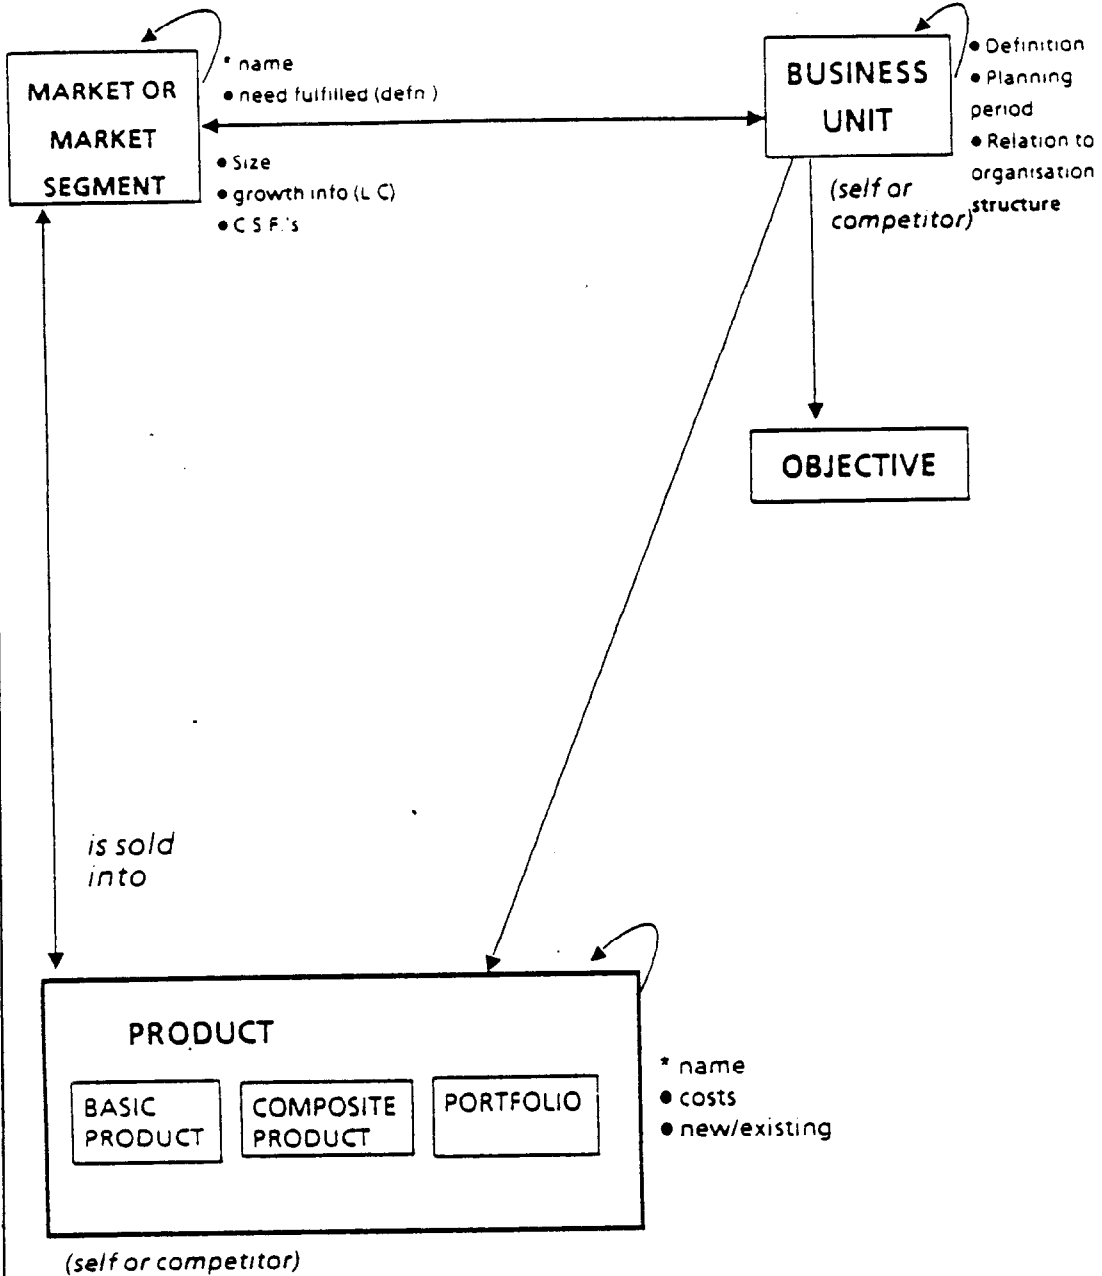 MARKET OR
MARKET
SEGMENT
* name
• need fulfilled (defn)
• Size
• growth info (L C)
• C S F.'s
BUSINESS
UNIT
• Definition
• Planning
period
• Relation to
organisation
structure
(self or
competitor)
OBJECTIVE
is sold
into
PRODUCT
BASIC
PRODUCT
COMPOSITE
PRODUCT
PORTFOLIO
* name
• costs
• new/existing
(self or competitor)